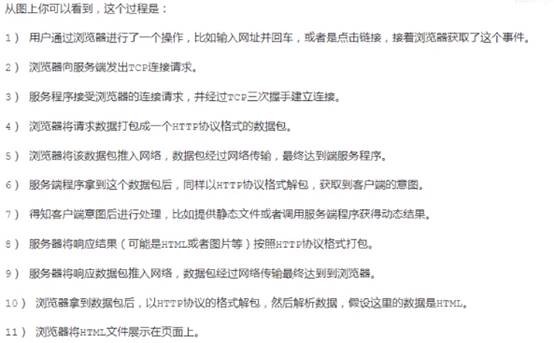 从图上你可以看到，这个过程是：
1） 用户通过浏览器进行了一个操作，比如输入网址并回车，或者是点击链接，接着浏览器获取了这个事件。
2） 浏览器向服务端发出TCP连接请求。
3） 服务程序接受浏览器的连接请求，并经过TCP三次握手建立连接。
4） 浏览器将请求数据打包成一个HTTP协议格式的数据包。
5） 浏览器将该数据包推入网络，数据包经过网络传输，最终达到端服务程序。
6） 服务端程序拿到这个数据包后，同样以HTTP协议格式解包，获取到客户端的意图。
7） 得知客户端意图后进行处理，比如提供静态文件或者调用服务端程序获得动态结果。
8） 服务器将响应结果（可能是HTML或者图片等）按照HTTP协议格式打包。
9） 服务器将响应数据包推入网络，数据包经过网络传输最终达到到浏览器。
10） 浏览器拿到数据包后，以HTTP协议的格式解包，然后解析数据，假设这里的数据是HTML。
11） 浏览器将HTML文件展示在页面上。